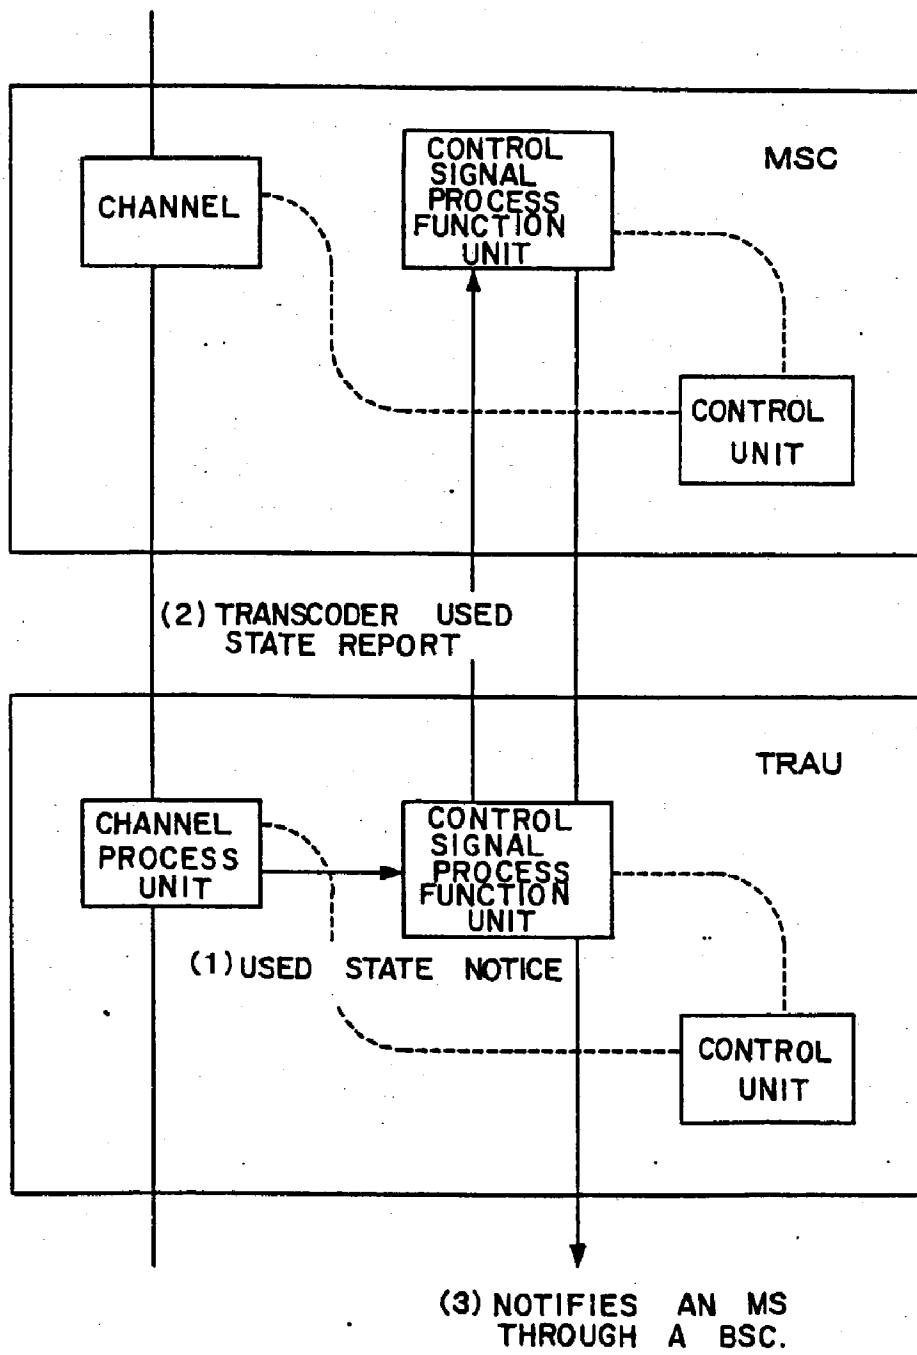 MSC
CHANNEL
CONTROL
SIGNAL
PROCESS
FUNCTION
UNIT
CONTROL
UNIT
(2) TRANSCODER USED
STATE REPORT
TRAU
CHANNEL
PROCESS
UNIT
CONTROL
SIGNAL
PROCESS
FUNCTION
UNIT
(1) USED STATE NOTICE
CONTROL
UNIT
(3) NOTIFIES AN MS
THROUGH A BSC.